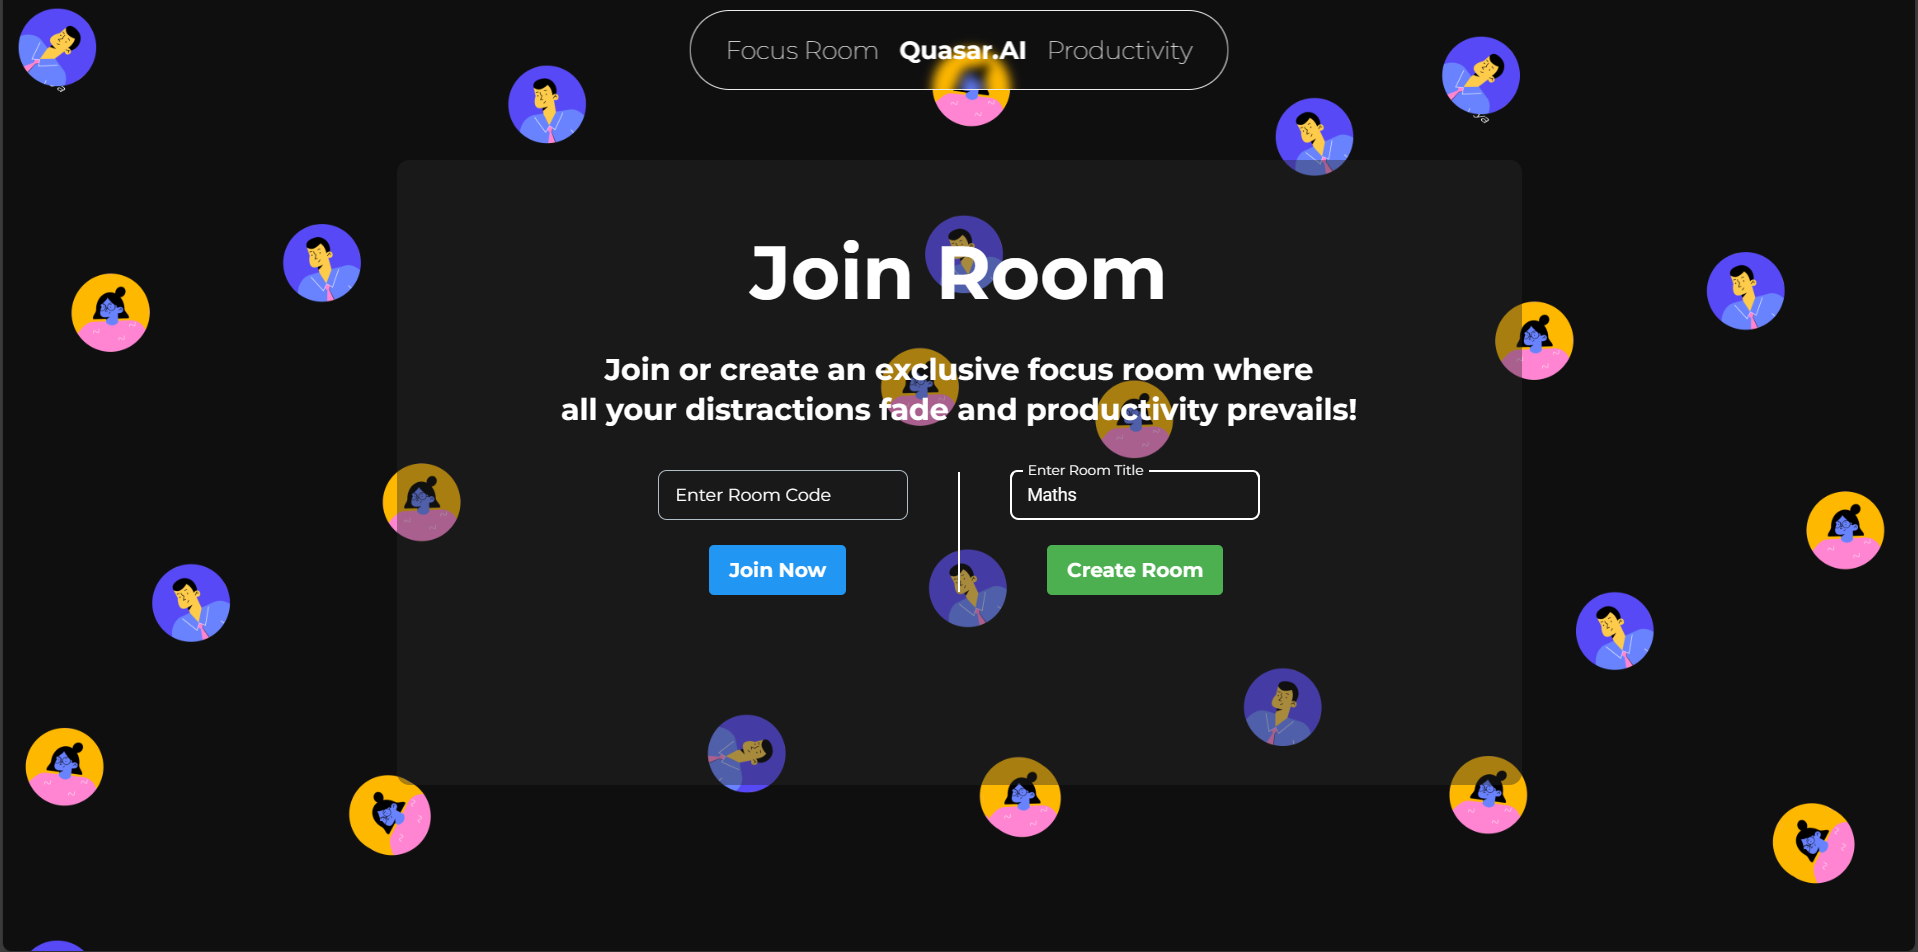 Focus Room Quasar.AI Productivity
Join Room
Join or create an exclusive focus room where
all your distractions fade and productivity prevails!
Enter Room Code
Enter Room Title
Maths
Join Now
Create Room